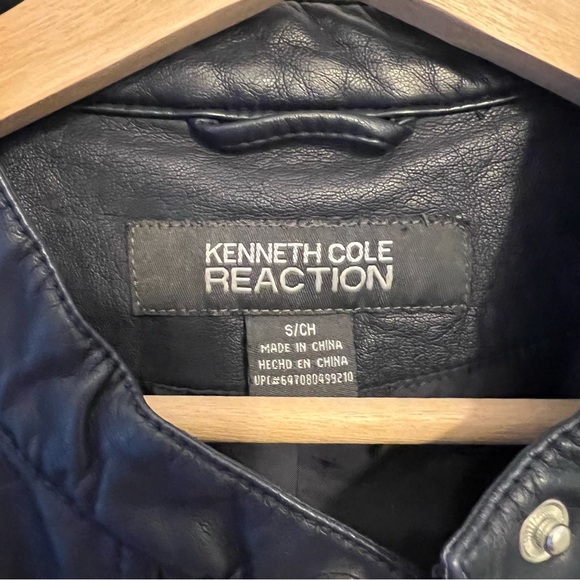 KENNETH COLE
REACTION
S/CH
MADE IN CHINA
HECHO EN CHINA
UPC#647080499210